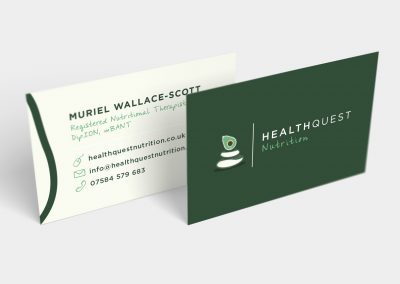 MURIEL WALLACE-SCOTT
Registered Nutritional Therapist
DipION, mBANT
healthquestnutrition.co.uk
info@healthquestnutrition.
07584 579 683
HEALTHQUEST
Nutrition